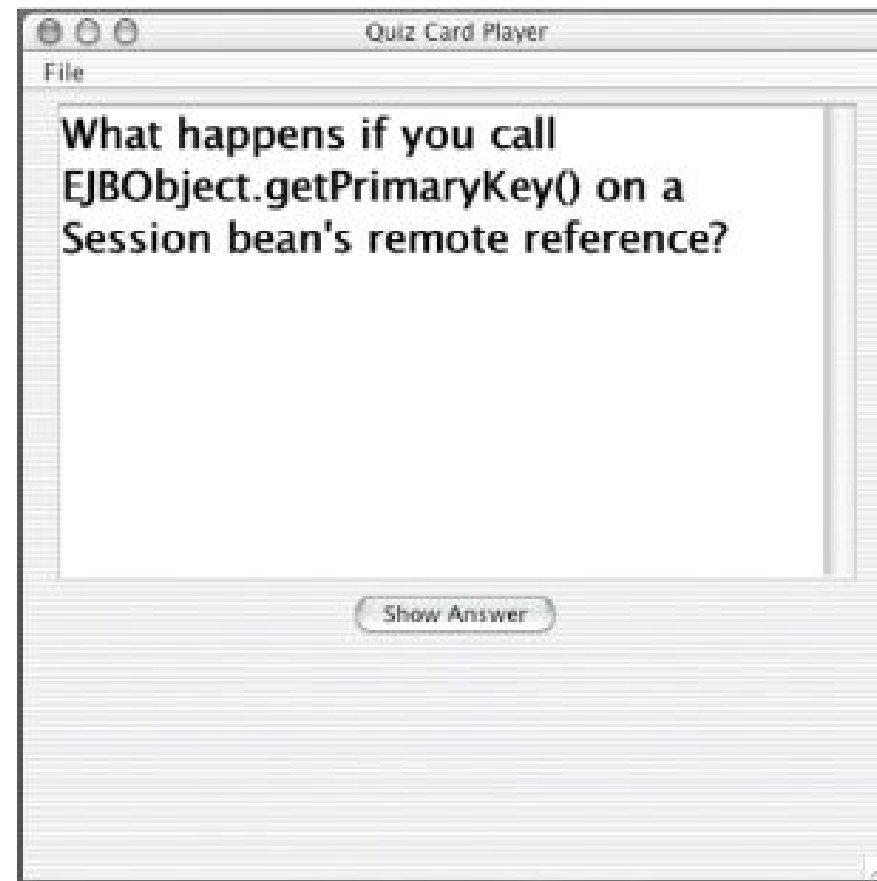 Quiz Card Player
File
What happens if you call
EJBObject.getPrimaryKey() on a
Session bean's remote reference?
Show Answer